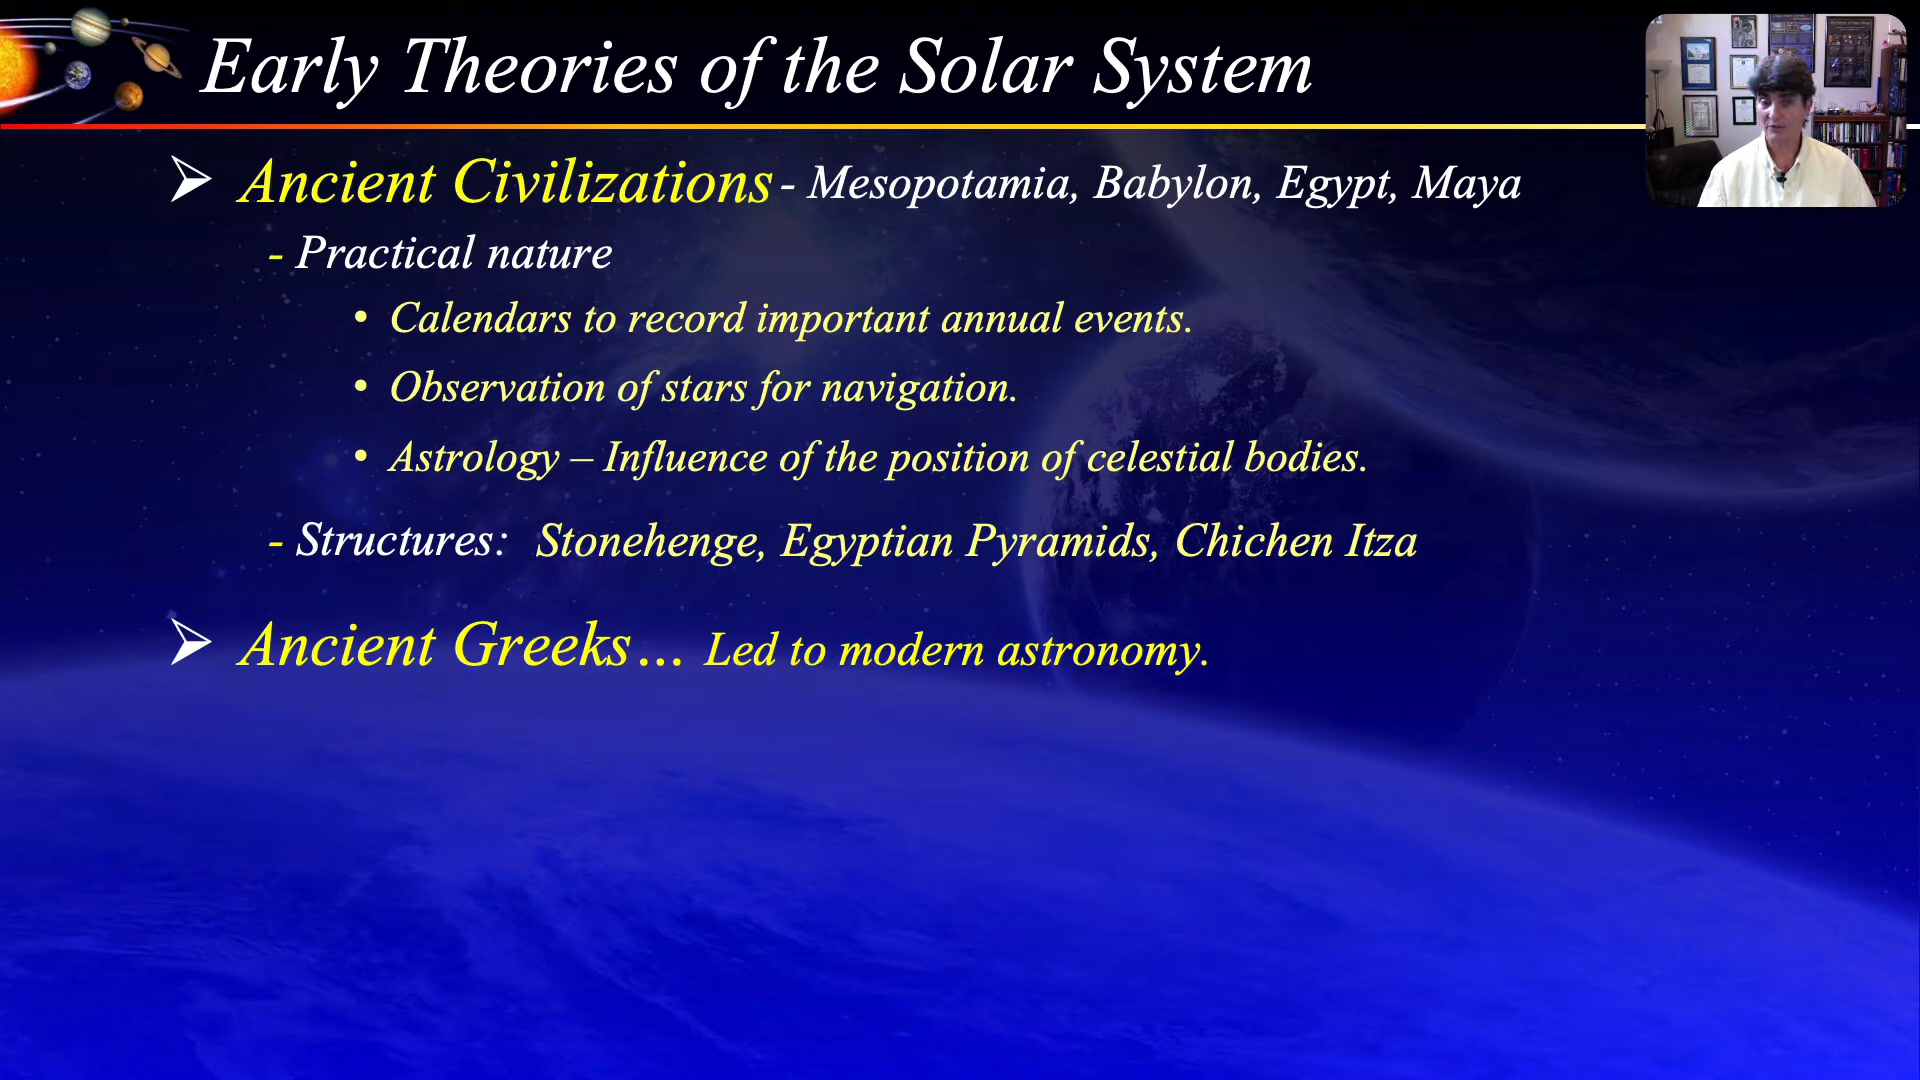 Early Theories of the Solar System
➢ Ancient Civilizations - Mesopotamia, Babylon, Egypt, Maya
- Practical nature
• Calendars to record important annual events.
• Observation of stars for navigation.
• Astrology – Influence of the position of celestial bodies.
- Structures: Stonehenge, Egyptian Pyramids, Chichen Itza
➢ Ancient Greeks... Led to modern astronomy.